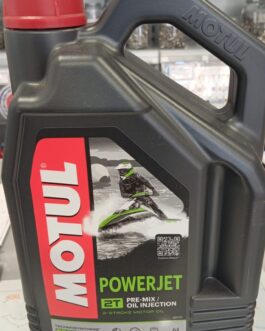 MOTUL
MOTUL
POWERJET
2T
PRE-MIX /
OIL INJECTION
2-STROKE MOTOR OIL